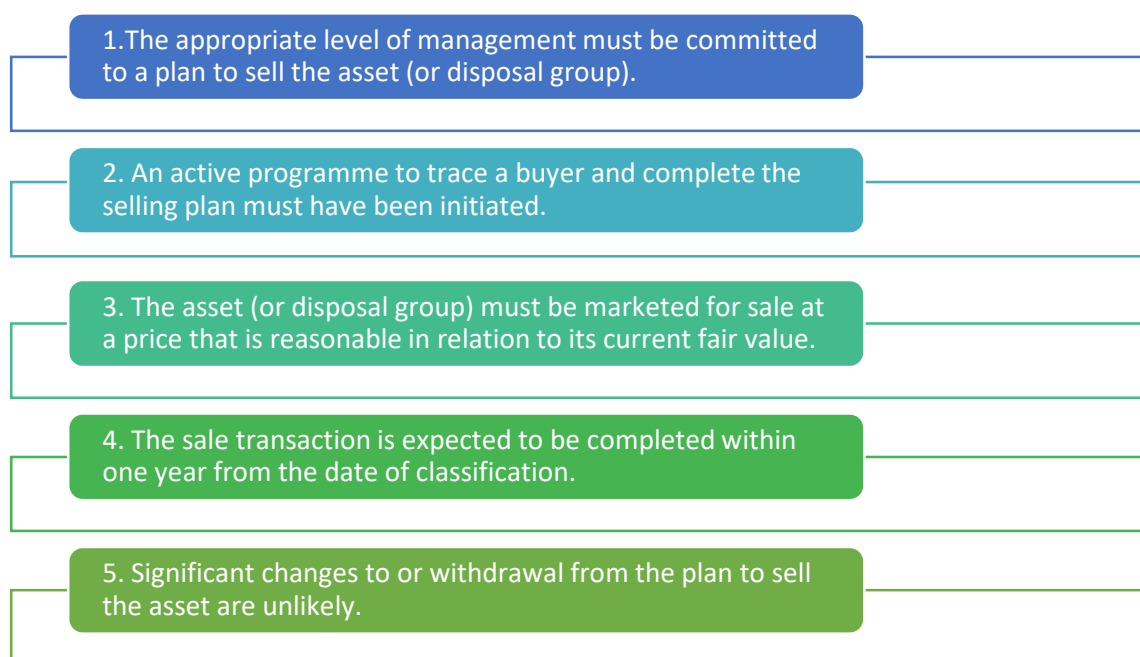 1.The appropriate level of management must be committed
to a plan to sell the asset (or disposal group).
2. An active programme to trace a buyer and complete the
selling plan must have been initiated.
3. The asset (or disposal group) must be marketed for sale at
a price that is reasonable in relation to its current fair value.
4. The sale transaction is expected to be completed within
one year from the date of classification.
5. Significant changes to or withdrawal from the plan to sell
the asset are unlikely.